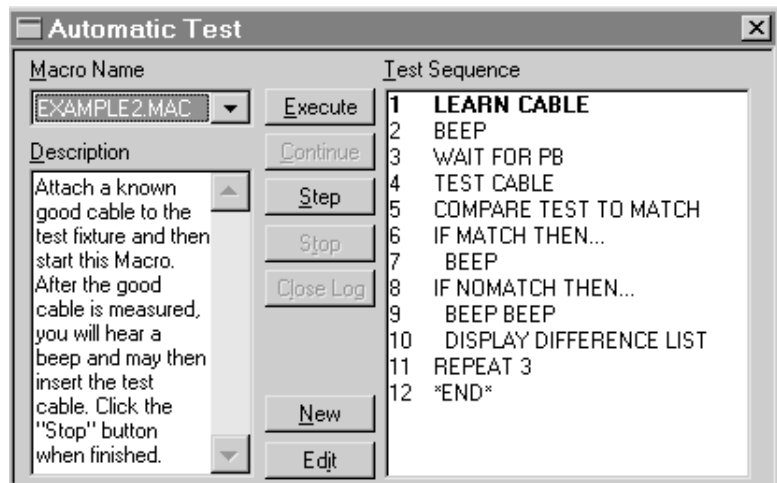 Automatic Test
Macro Name
EXAMPLE2.MAC
Description
Attach a known
good cable to the
test fixture and then
start this Macro.
After the good
cable is measured,
you will hear a
beep and may then
insert the test
cable. Click the
"Stop" button
when finished.
Execute
Continue
Step
Stop
Close Log
New
Edit
Test Sequence
1 LEARN CABLE
2 BEEP
3 WAIT FOR PB
4 TEST CABLE
5 COMPARE TEST TO MATCH
6 IF MATCH THEN...
7 BEEP
8 IF NOMATCH THEN...
9 BEEP BEEP
10 DISPLAY DIFFERENCE LIST
11 REPEAT 3
12 *END*